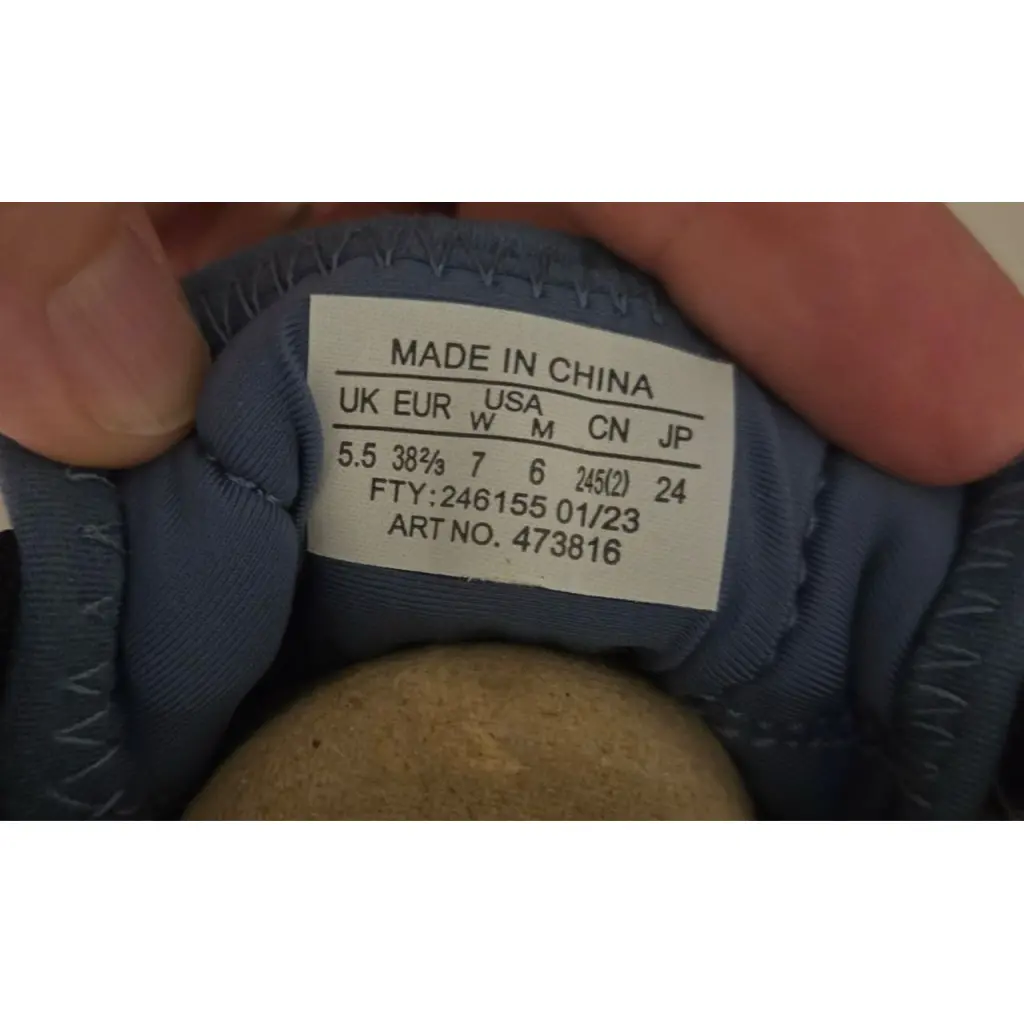 MADE IN CHINA
UK EUR USA CN JP
W M
5.5 38⅔ 7 6 245(2) 24
FTY:246155 01/23
ART NO. 473816